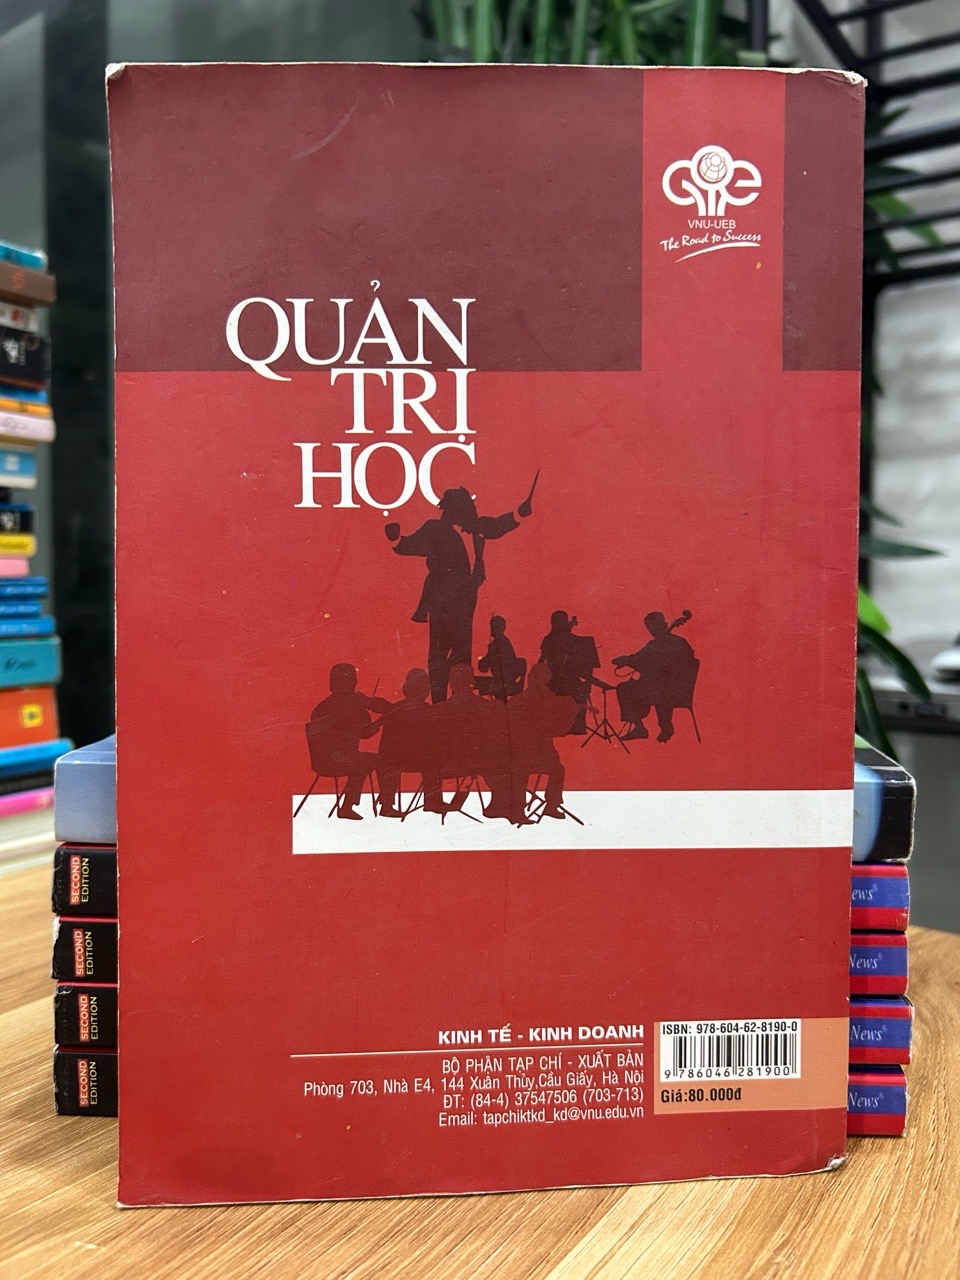 VNU-UEB
The Road to Success
QUẢN
TRỊ
HỌC
KINH TẾ - KINH DOANH
BỘ PHẬN TẠP CHÍ - XUẤT BẢN
Phòng 703, Nhà E4, 144 Xuân Thủy,Cầu Giấy, Hà Nội
ĐT: (84-4) 37547506 (703-713)
Email: tapchiktkd_kd@vnu.edu.vn
ISBN: 978-604-62-8190-0
9 786046 281900
Giá:80.000đ
SECOND
EDITION
SECOND
EDITION
SECOND
EDITION
SECOND
EDITION
News®
News®
News®